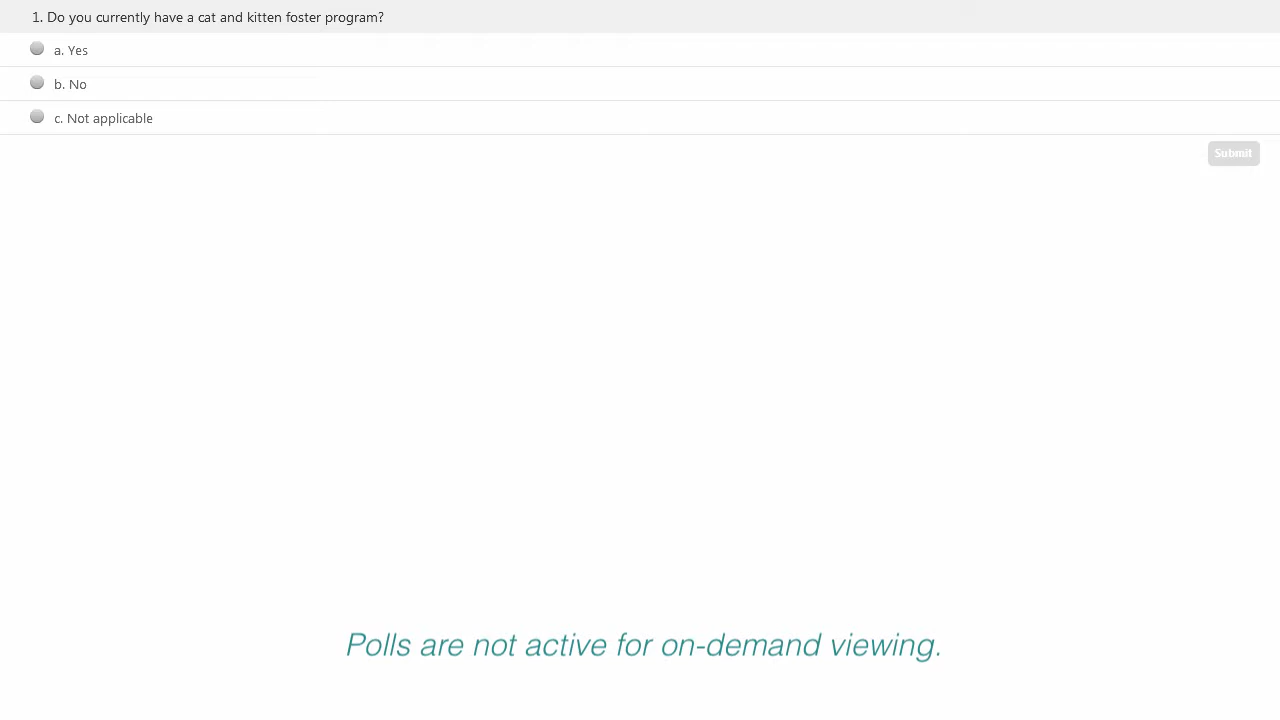 1. Do you currently have a cat and kitten foster program?
a. Yes
b. No
c. Not applicable
Submit
Polls are not active for on-demand viewing.